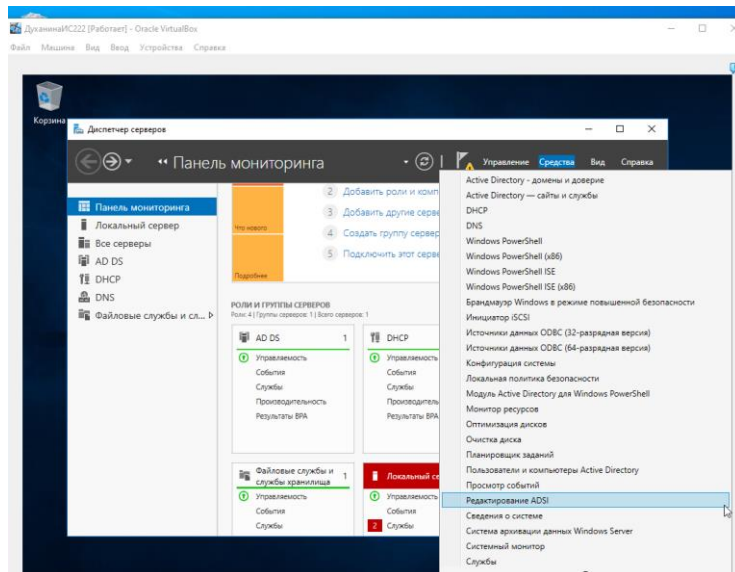 ДуханинаИС222 [Работает] - Oracle VirtualBox
Файл Машина Вид Ввод Устройства Справка
Корзина
Диспетчер серверов
Панель мониторинга
Управление Средства Вид Справка
Панель мониторинга
Локальный сервер
Все серверы
AD DS
DHCP
DNS
Файловые службы и сл...
Что нового
Подробнее
2 Добавить роли и комп
3 Добавить другие серве
4 Создать группу сервер
5 Подключить этот серве
РОЛИ И ГРУППЫ СЕРВЕРОВ
Роли: 4 | Группы серверов: 1 | Всего серверов: 1
AD DS 1
Управляемость
События
Службы
Производительность
Результаты BPA
DHCP
Управляемость
События
Службы
Производитель
Результаты BPA
Файловые службы и службы хранилища 1
Управляемость
События
Службы
Локальный се
Управляемость
События
2 Службы
Active Directory - домены и доверие
Active Directory — сайты и службы
DHCP
DNS
Windows PowerShell
Windows PowerShell (x86)
Windows PowerShell ISE
Windows PowerShell ISE (x86)
Брандмауэр Windows в режиме повышенной безопасности
Инициатор iSCSI
Источники данных ODBC (32-разрядная версия)
Источники данных ODBC (64-разрядная версия)
Конфигурация системы
Локальная политика безопасности
Модуль Active Directory для Windows PowerShell
Монитор ресурсов
Оптимизация дисков
Очистка диска
Планировщик заданий
Пользователи и компьютеры Active Directory
Просмотр событий
Редактирование ADSI
Сведения о системе
Система архивации данных Windows Server
Системный монитор
Службы